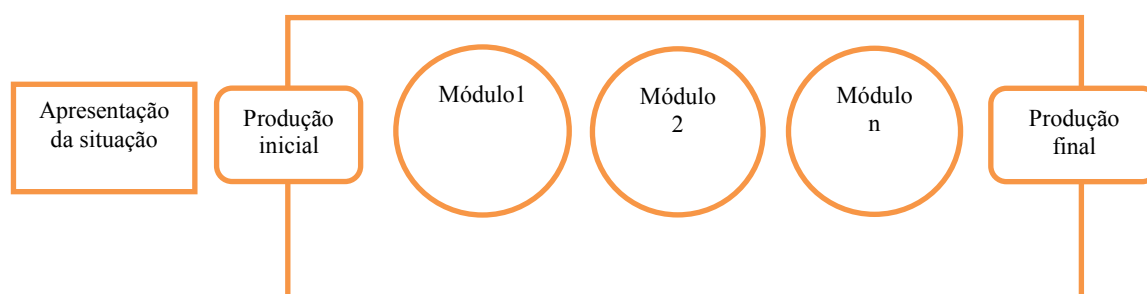 Apresentação
da situação
Produção
inicial
Módulo1
Módulo
2
Módulo
n
Produção
final